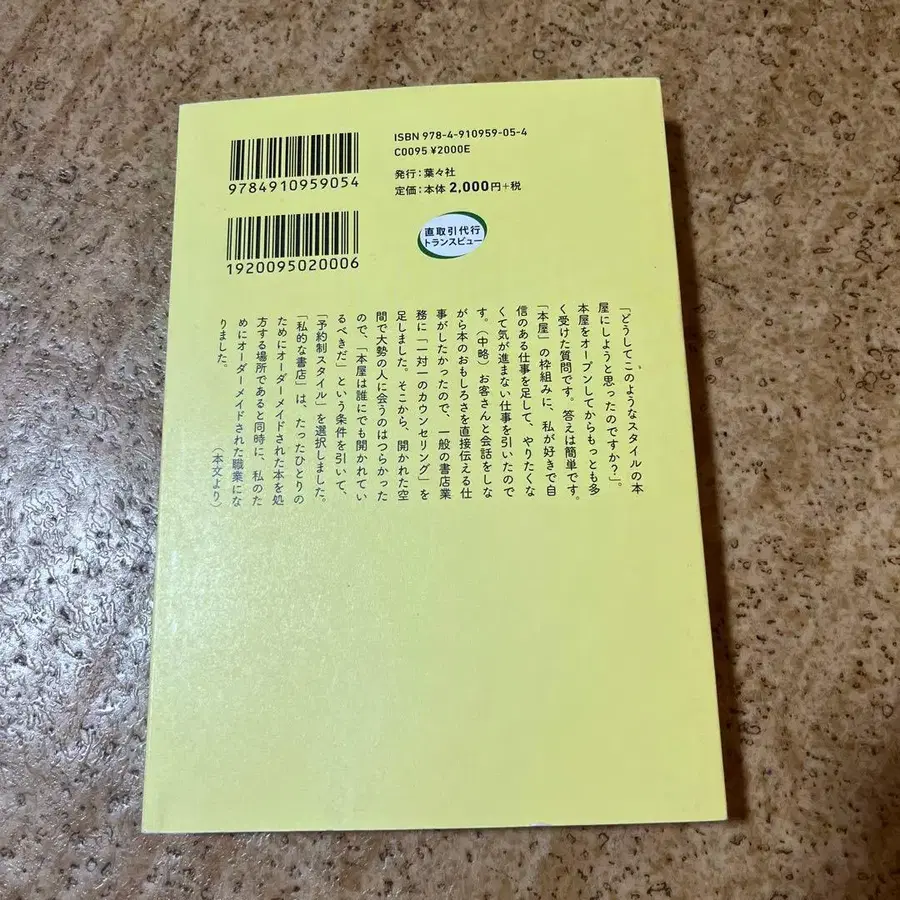 ISBN 978-4-910959-05-4
C0095 ¥2000E
発行：葉々社
定価：本体 2,000円+税
9784910959054
1920095020006
直取引代行
トランスビュー
「どうしてこのようなスタイルの本
屋にしようと思ったのですか？」。
本屋をオープンしてからもっとも多
く受けた質問です。答えは簡単です。
「本屋」の枠組みに、私が好きで自
信のある仕事を足して、やりたくな
くて気が進まない仕事を引いたので
す。（中略）お客さんと会話をしな
がら本のおもしろさを直接伝える仕
事がしたかったので、一般の書店業
務に「一対一のカウンセリング」を
足しました。そこから、開かれた空
間で大勢の人に会うのはつらかった
ので、「本屋は誰にでも開かれてい
るべきだ」という条件を引いて、
「予約制スタイル」を選択しました。
「私的な書店」は、たったひとりの
ためにオーダーメイドされた本を処
方する場所であると同時に、私のた
めにオーダーメイドされた職業にな
りました。
（本文より）